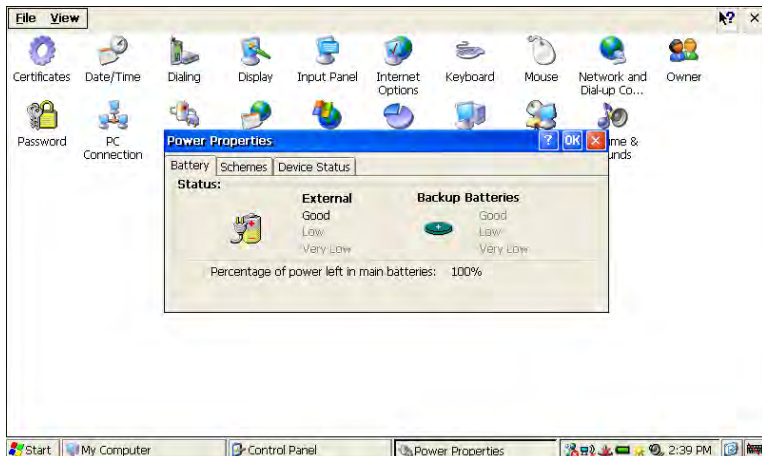 File View
Certificates Date/Time Dialing Display Input Panel Internet Options Keyboard Mouse Network and Dial-up Co... Owner
Password PC Connection
Power Properties ? OK
me &
unds
Battery Schemes Device Status
Status:
External Backup Batteries
Good Good
Low Low
Very Low Very Low
Percentage of power left in main batteries: 100%
Start My Computer Control Panel Power Properties 2:39 PM